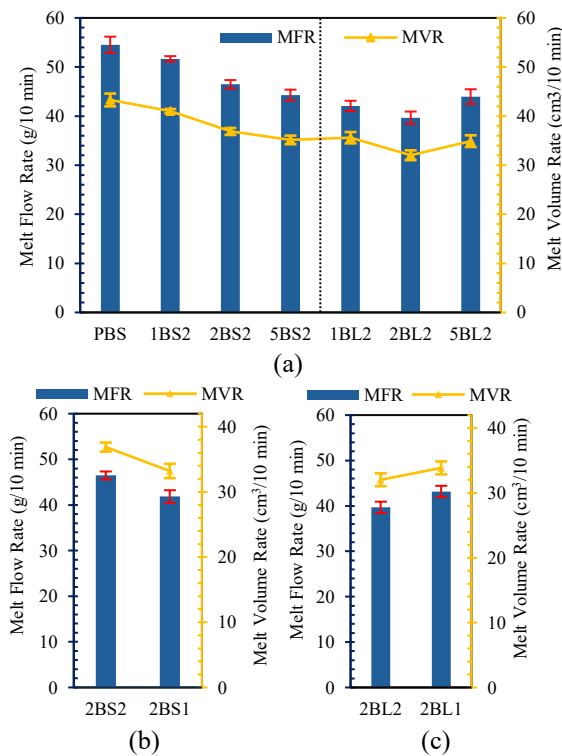 MFR MVR
Melt Flow Rate (g/10 min)
60
50
40
30
20
10
0
60
50
40
30
20
10
0
Melt Volume Rate (cm3/10 min)
PBS 1BS2 2BS2 5BS2 1BL2 2BL2 5BL2
(a)
MFR MVR
Melt Flow Rate (g/10 min)
60
50
40
30
20
10
0
40
30
20
10
0
Melt Volume Rate (cm³/10 min)
2BS2 2BS1
(b)
MFR MVR
Melt Flow Rate (g/10 min)
60
50
40
30
20
10
0
40
30
20
10
0
Melt Volume Rate (cm³/10 min)
2BL2 2BL1
(c)